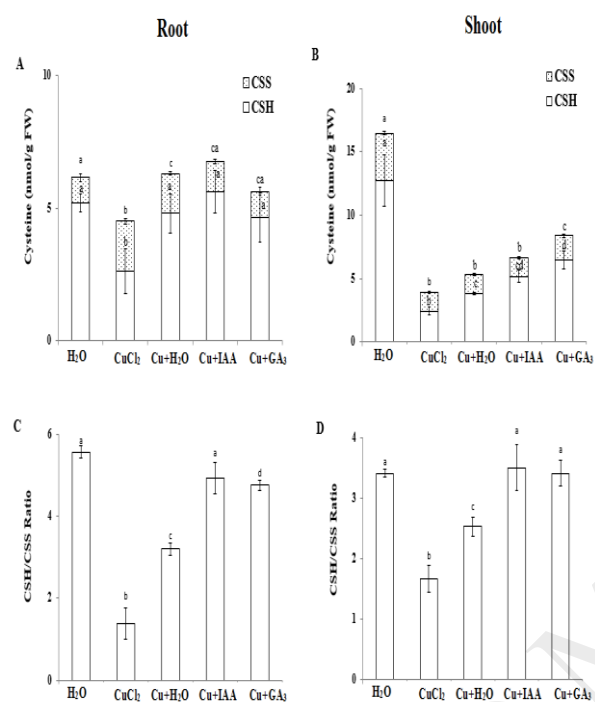 Root
Shoot
A
10
5
0
Cysteine (nmol/g FW)
CSS
CSH
a
a
b
b
c
a
ca
a
ca
a
H₂O
CuCl₂
Cu+H₂O
Cu+IAA
Cu+GA₃
B
20
15
10
5
0
Cysteine (nmol/g FW)
CSS
CSH
a
a
b
b
b
c
b
cd
c
d
H₂O
CuCl₂
Cu+H₂O
Cu+IAA
Cu+GA₃
C
6
4
2
0
CSH/CSS Ratio
a
b
c
a
d
H₂O
CuCl₂
Cu+H₂O
Cu+IAA
Cu+GA₃
D
4
3
2
1
0
CSH/CSS Ratio
a
b
c
a
a
H₂O
CuCl₂
Cu+H₂O
Cu+IAA
Cu+GA₃